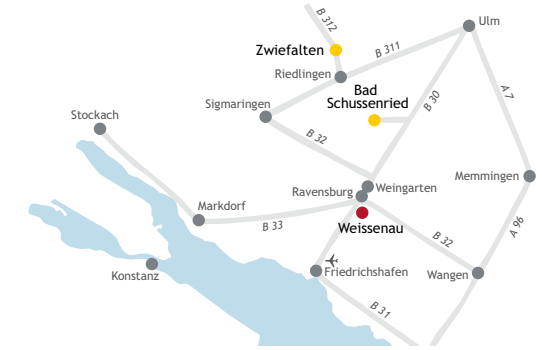 B 312
Ulm
Zwiefalten
B 311
Riedlingen
A 7
Bad
Schussenried
B 30
Sigmaringen
Stockach
B 32
Memmingen
Ravensburg
Weingarten
Markdorf
B 33
Weissenau
A 96
B 32
Konstanz
Friedrichshafen
Wangen
B 31